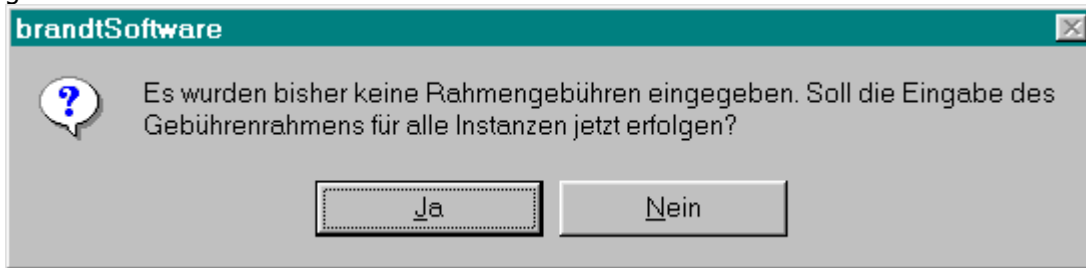 brandtSoftware
Es wurden bisher keine Rahmengebühren eingegeben. Soll die Eingabe des
Gebührenrahmens für alle Instanzen jetzt erfolgen?
Ja
Nein